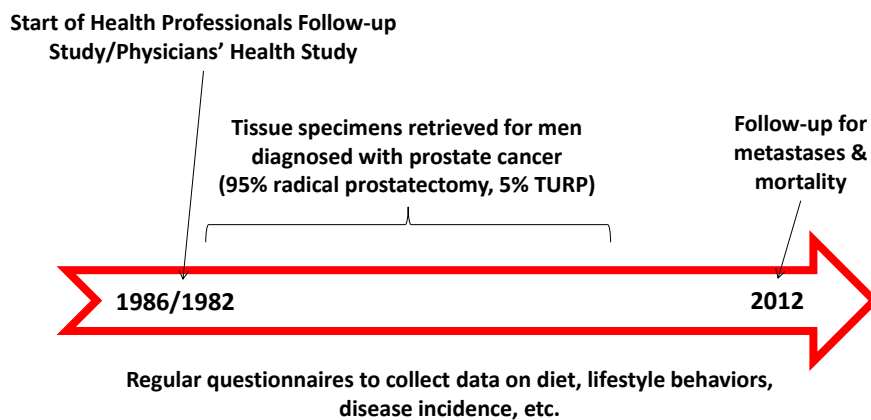 Start of Health Professionals Follow-up
Study/Physicians’ Health Study
Tissue specimens retrieved for men
diagnosed with prostate cancer
(95% radical prostatectomy, 5% TURP)
Follow-up for
metastases &
mortality
1986/1982
2012
Regular questionnaires to collect data on diet, lifestyle behaviors,
disease incidence, etc.